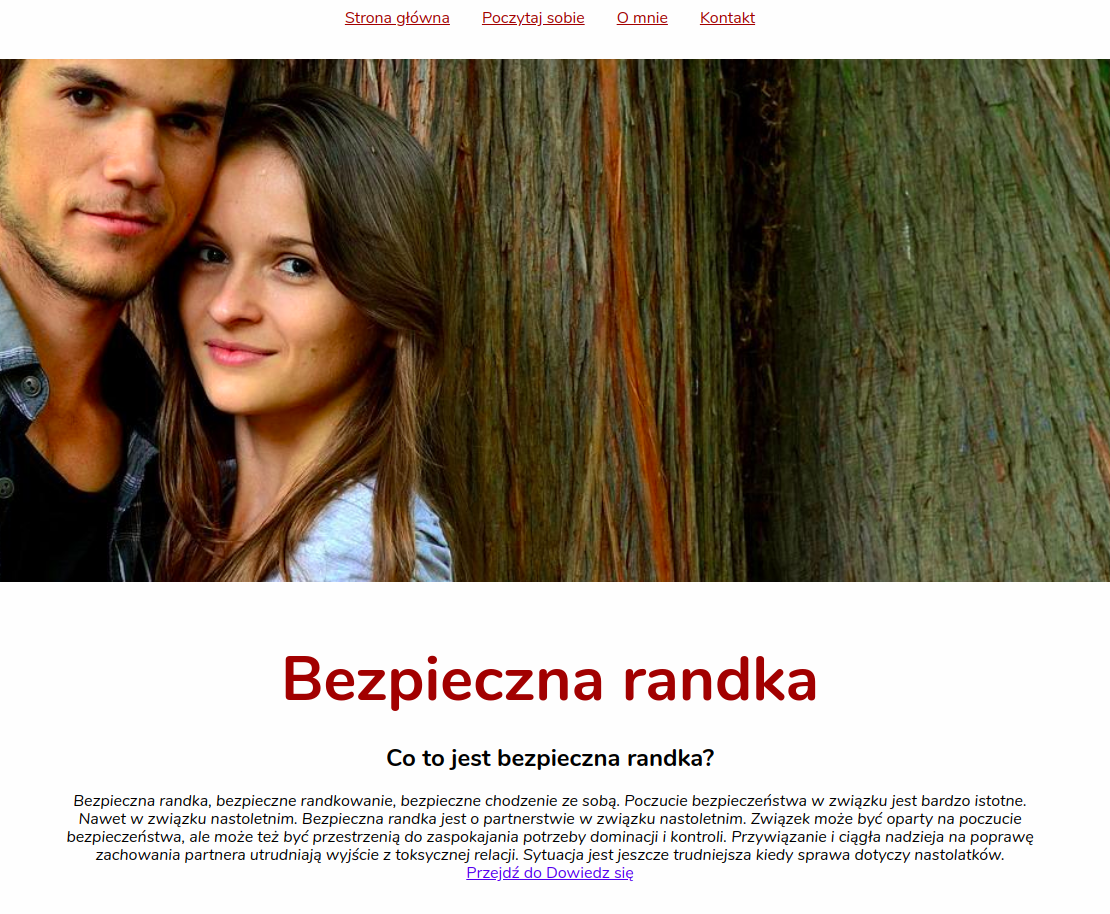 Strona główna Poczytaj sobie O mnie Kontakt
Bezpieczna randka
Co to jest bezpieczna randka?
Bezpieczna randka, bezpieczne randkowanie, bezpieczne chodzenie ze sobą. Poczucie bezpieczeństwa w związku jest bardzo istotne.
Nawet w związku nastoletnim. Bezpieczna randka jest o partnerstwie w związku nastoletnim. Związek może być oparty na poczucie
bezpieczeństwa, ale może też być przestrzenią do zaspokajania potrzeby dominacji i kontroli. Przywiązanie i ciągła nadzieja na poprawę
zachowania partnera utrudniają wyjście z toksycznej relacji. Sytuacja jest jeszcze trudniejsza kiedy sprawa dotyczy nastolatków.
Przejdź do Dowiedz się